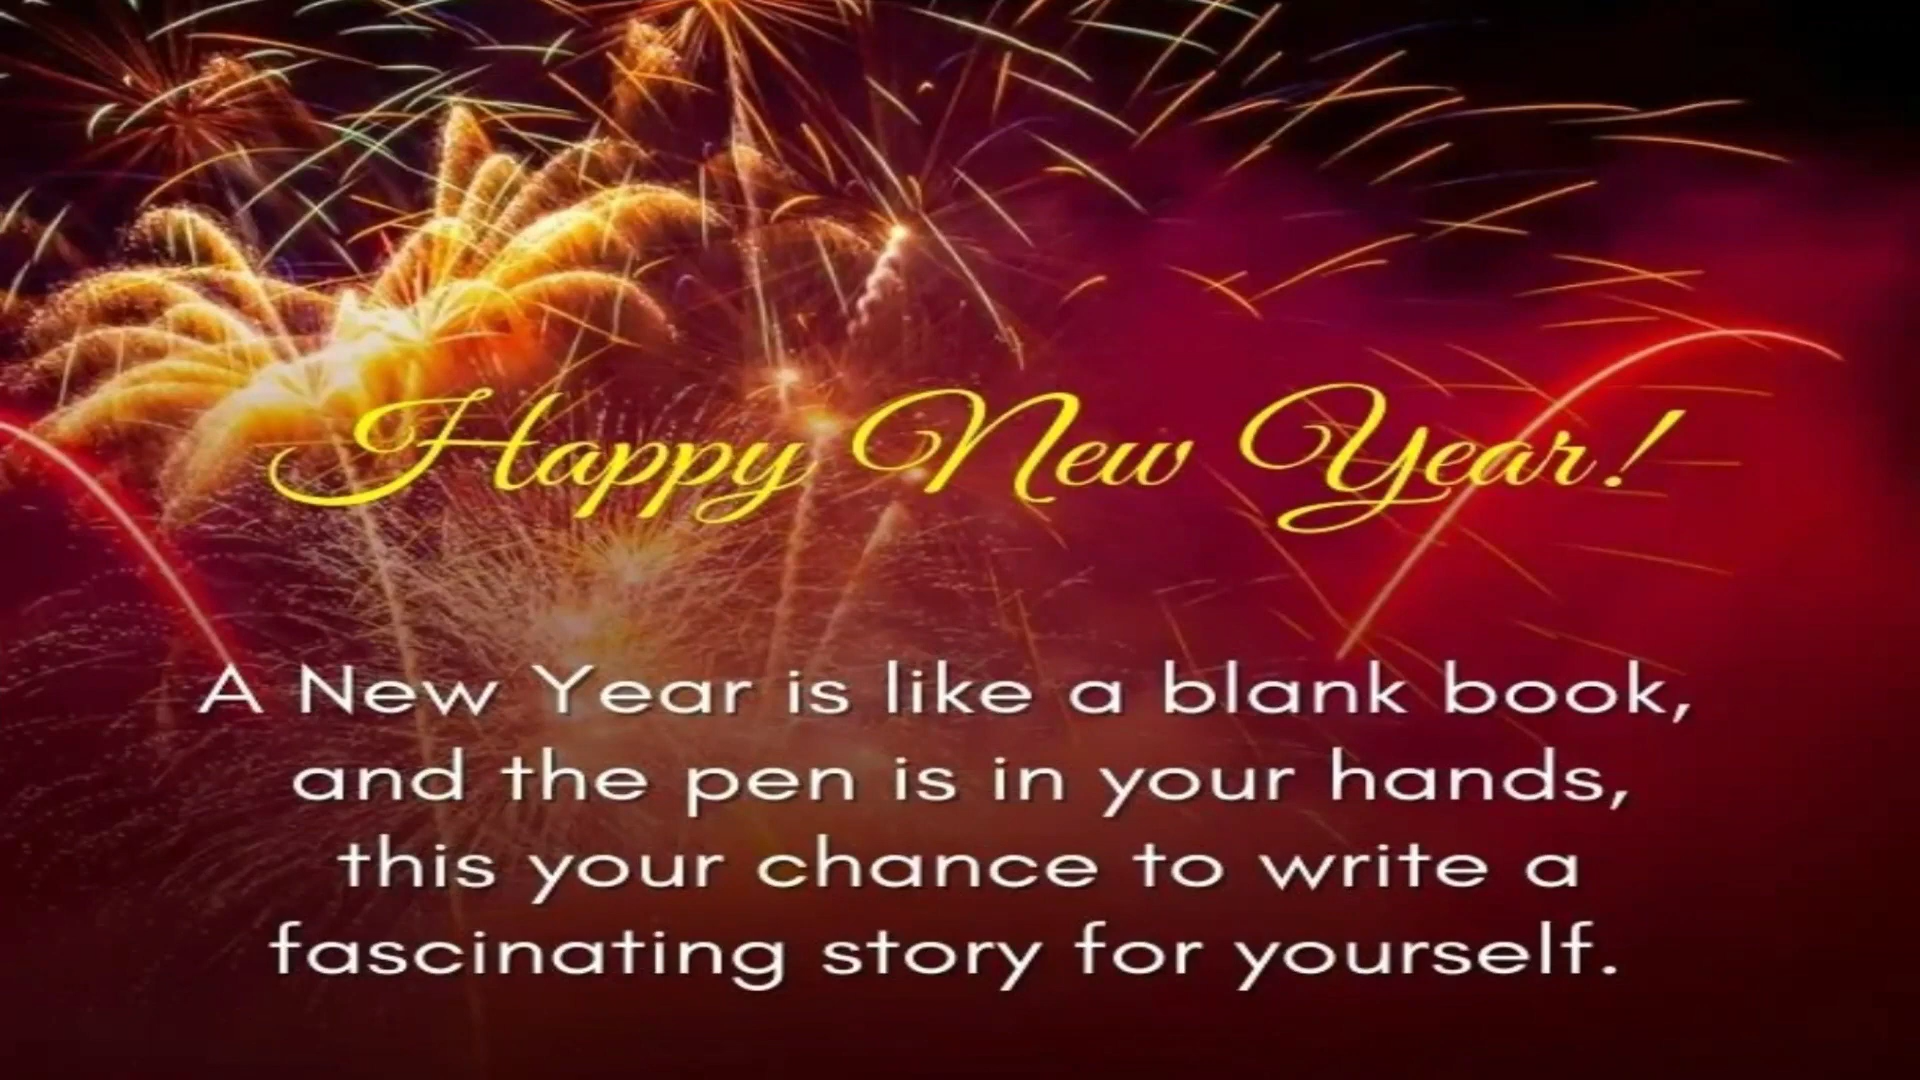 Happy New Year!
A New Year is like a blank book,
and the pen is in your hands,
this your chance to write a
fascinating story for yourself.